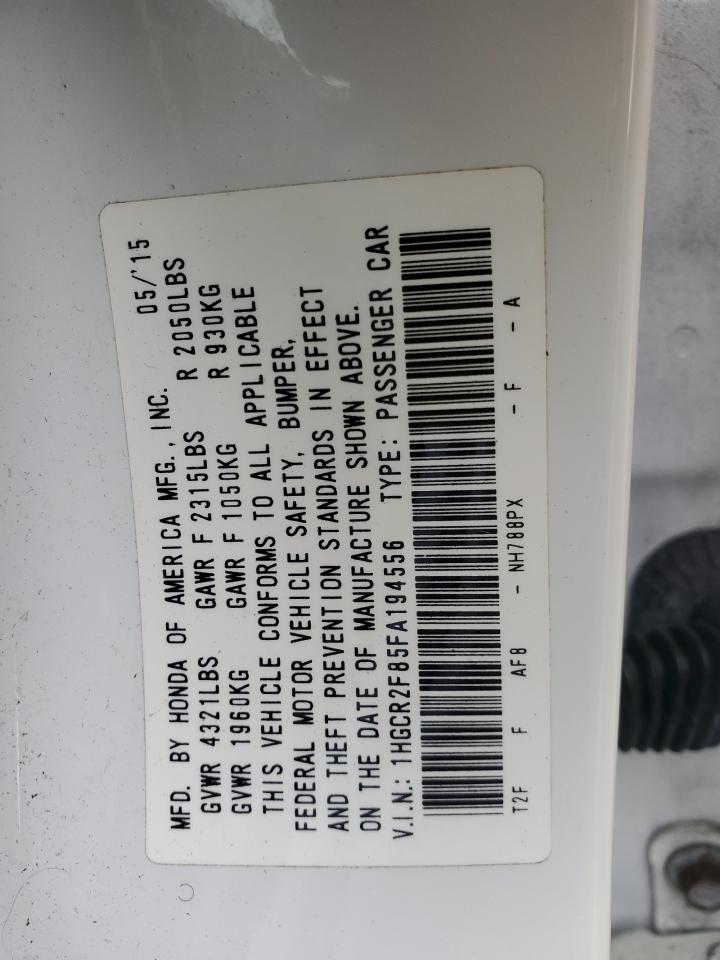 MFD. BY HONDA OF AMERICA MFG., INC. 05/'15
GVWR 4321LBS GAWR F 2315LBS R 2050LBS
GVWR 1960KG GAWR F 1050KG R 930KG
THIS VEHICLE CONFORMS TO ALL APPLICABLE
FEDERAL MOTOR VEHICLE SAFETY, BUMPER,
AND THEFT PREVENTION STANDARDS IN EFFECT
ON THE DATE OF MANUFACTURE SHOWN ABOVE.
V.I.N.: 1HGCR2F85FA194556 TYPE: PASSENGER CAR
T2F F AF8 - NH788PX - F - A